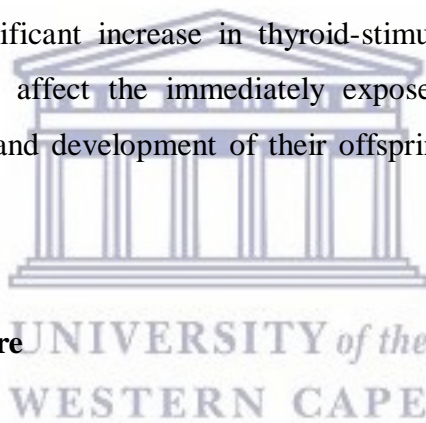 ificant increase in thyroid-stimu
affect the immediately expose
and development of their offsprin
re
UNIVERSITY of the
WESTERN CAPE